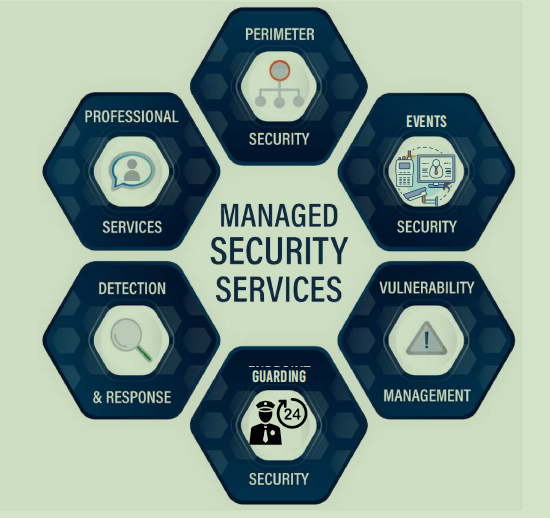 PERIMETER
SECURITY
PROFESSIONAL
SERVICES
EVENTS
SECURITY
MANAGED
SECURITY
SERVICES
DETECTION
& RESPONSE
VULNERABILITY
!
MANAGEMENT
GUARDING
24
SECURITY